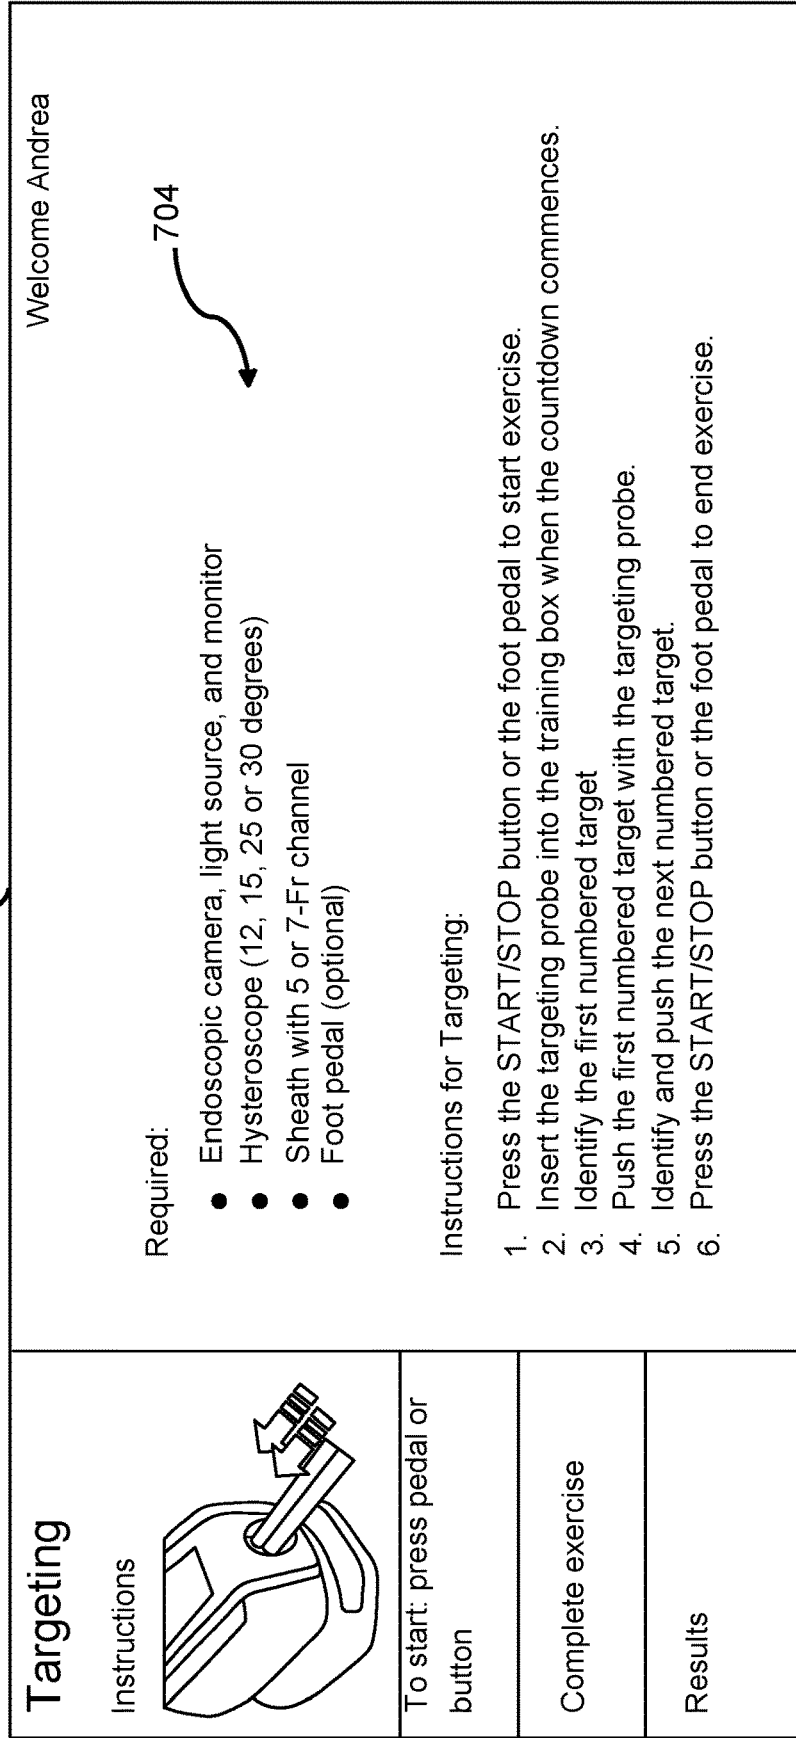 Targeting
Instructions
To start: press pedal or
button
Complete exercise
Results
Welcome Andrea
704
Required:
● Endoscopic camera, light source, and monitor
● Hysteroscope (12, 15, 25 or 30 degrees)
● Sheath with 5 or 7-Fr channel
● Foot pedal (optional)
Instructions for Targeting:
1. Press the START/STOP button or the foot pedal to start exercise.
2. Insert the targeting probe into the training box when the countdown commences.
3. Identify the first numbered target
4. Push the first numbered target with the targeting probe.
5. Identify and push the next numbered target.
6. Press the START/STOP button or the foot pedal to end exercise.